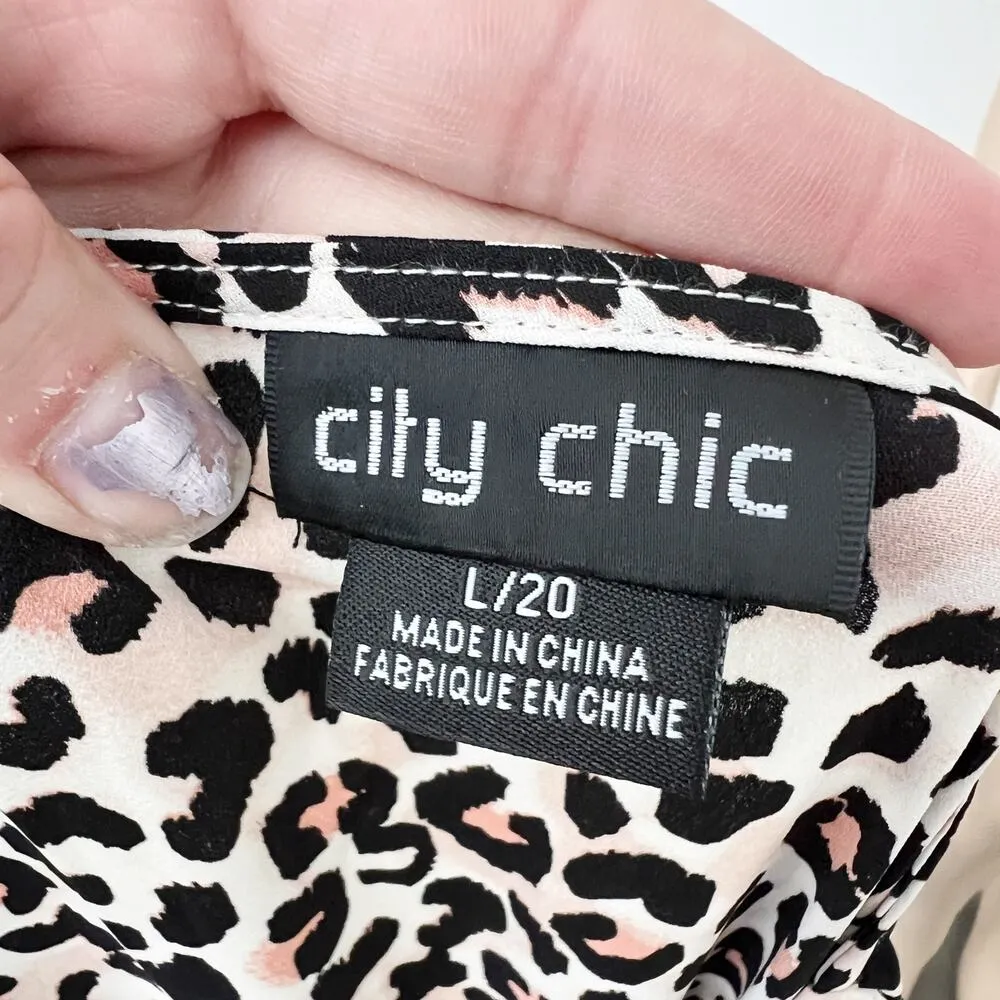 city chic
L/20
MADE IN CHINA
FABRIQUE EN CHINE